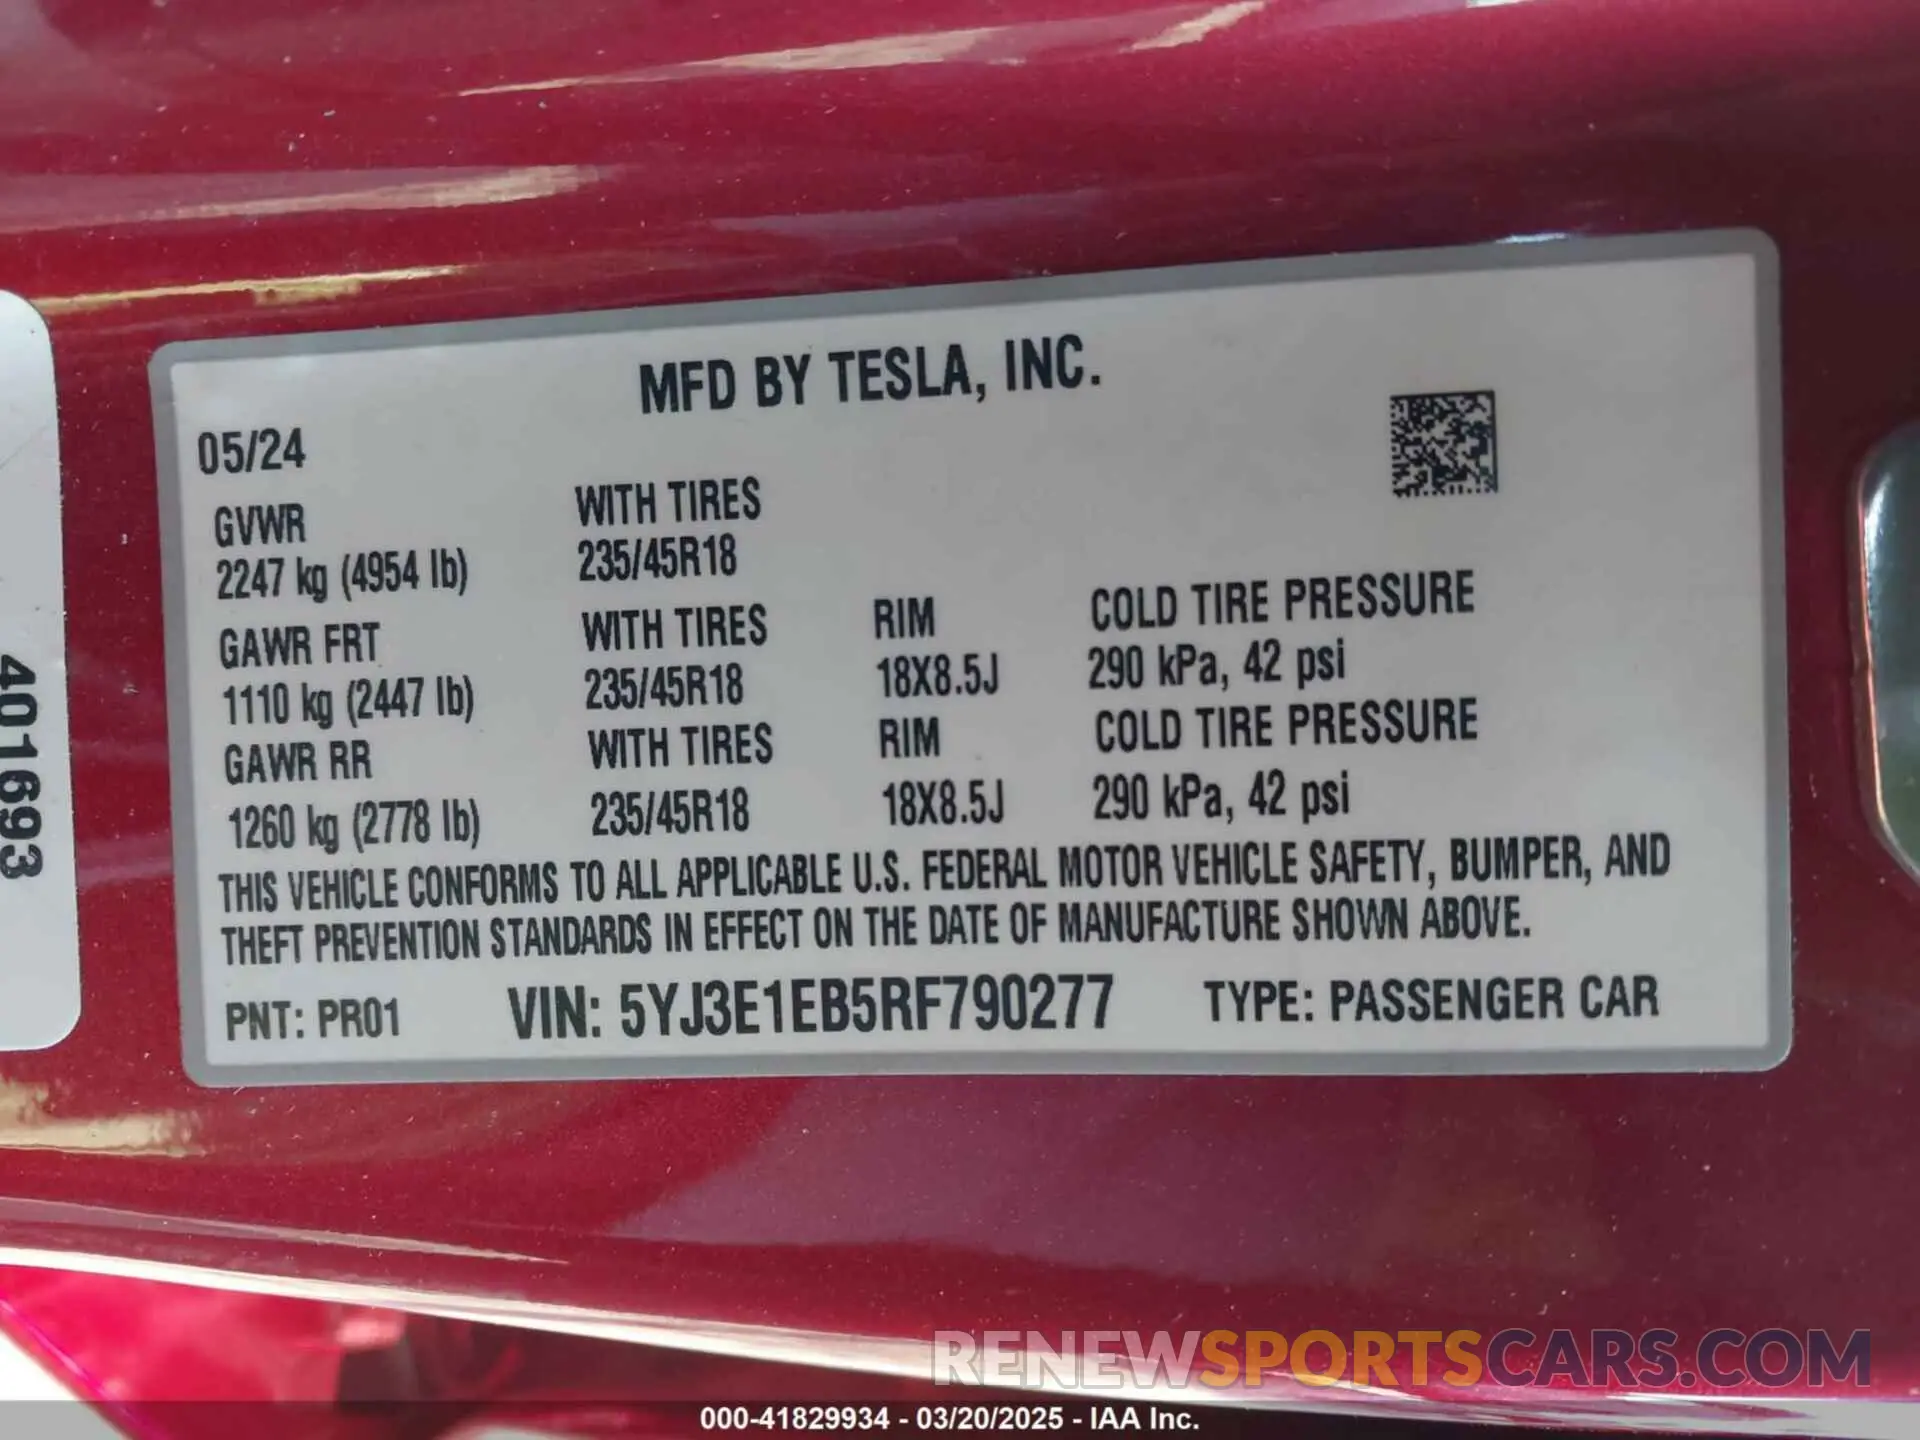 MFD BY TESLA, INC.
05/24
GVWR WITH TIRES
2247 kg (4954 lb) 235/45R18
GAWR FRT WITH TIRES RIM COLD TIRE PRESSURE
1110 kg (2447 lb) 235/45R18 18X8.5J 290 kPa, 42 psi
GAWR RR WITH TIRES RIM COLD TIRE PRESSURE
1260 kg (2778 lb) 235/45R18 18X8.5J 290 kPa, 42 psi
THIS VEHICLE CONFORMS TO ALL APPLICABLE U.S. FEDERAL MOTOR VEHICLE SAFETY, BUMPER, AND
THEFT PREVENTION STANDARDS IN EFFECT ON THE DATE OF MANUFACTURE SHOWN ABOVE.
PNT: PR01 VIN: 5YJ3E1EB5RF790277 TYPE: PASSENGER CAR
401693
RENEWSPORTSCARS.COM
000-41829934 - 03/20/2025 - IAA Inc.